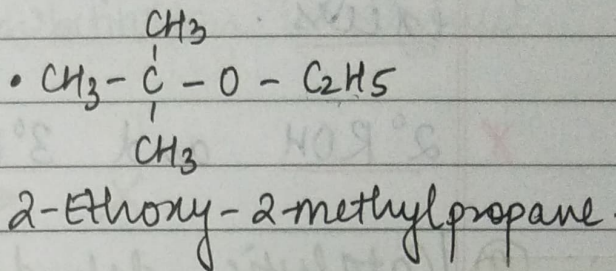 CH3
• CH3 - C - O - C2H5
CH3
2-Ethoxy-2-methylpropane.